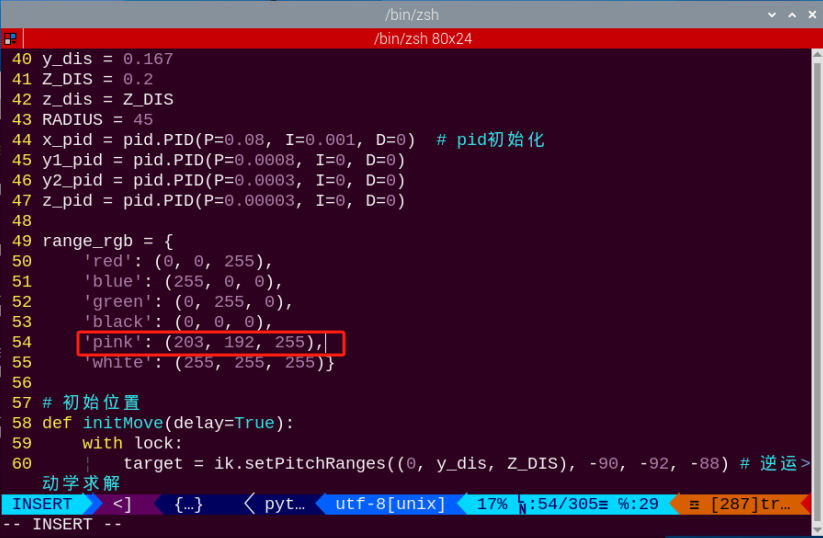 /bin/zsh
/bin/zsh 80x24
40 y_dis = 0.167
41 Z_DIS = 0.2
42 z_dis = Z_DIS
43 RADIUS = 45
44 x_pid = pid.PID(P=0.08, I=0.001, D=0)  # pid初始化
45 y1_pid = pid.PID(P=0.0008, I=0, D=0)
46 y2_pid = pid.PID(P=0.0003, I=0, D=0)
47 z_pid = pid.PID(P=0.00003, I=0, D=0)
48
49 range_rgb = {
50     'red': (0, 0, 255),
51     'blue': (255, 0, 0),
52     'green': (0, 255, 0),
53     'black': (0, 0, 0),
54     'pink': (203, 192, 255),
55     'white': (255, 255, 255)}
56
57 # 初始位置
58 def initMove(delay=True):
59     with lock:
60     ¦   target = ik.setPitchRanges((0, y_dis, Z_DIS), -90, -92, -88) # 逆运>
动学求解
INSERT <] {…} pyt… utf-8[unix] 17% LN:54/305≡ ℅:29 ☲ [287]tr…
-- INSERT --